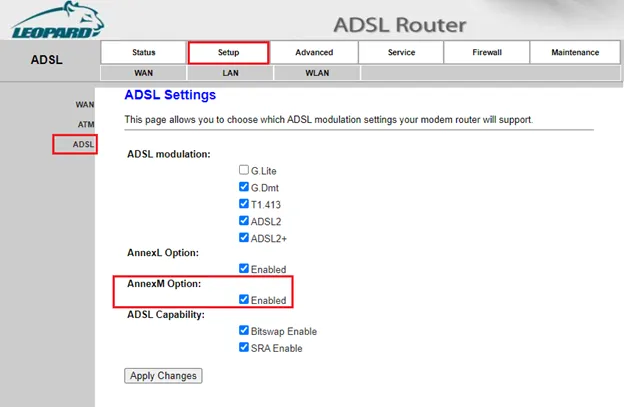 LEOPARD
ADSL Router
ADSL
Status Setup Advanced Service Firewall Maintenance
WAN LAN WLAN
WAN
ATM
ADSL
ADSL Settings
This page allows you to choose which ADSL modulation settings your modem router will support.
ADSL modulation:
G.Lite
G.Dmt
T1.413
ADSL2
ADSL2+
AnnexL Option:
Enabled
AnnexM Option:
Enabled
ADSL Capability:
Bitswap Enable
SRA Enable
Apply Changes